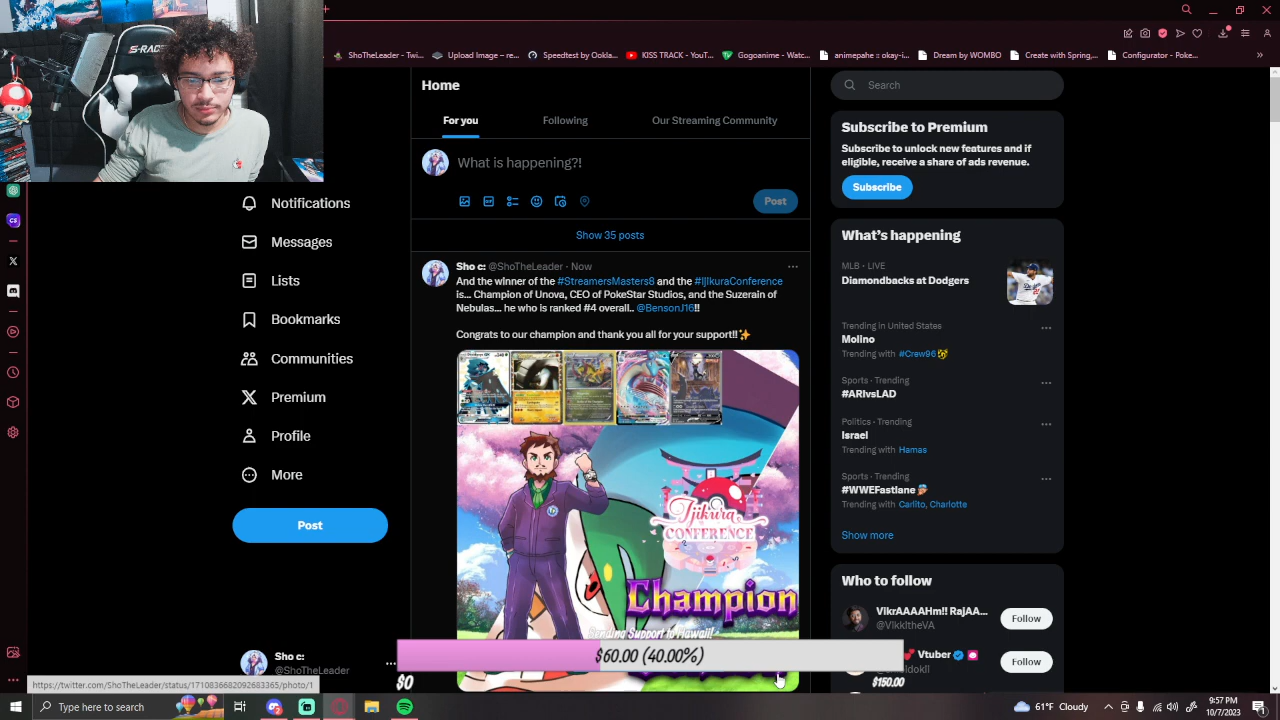 S-RACE
ShoTheLeader - Twi...
Upload Image – re...
Speedtest by Ookla...
KISS TRACK - YouT...
Gogoanime - Watc...
animepahe :: okay-i...
Dream by WOMBO
Create with Spring,...
Configurator - Poke...
Home
For you
Following
Our Streaming Community
What is happening?!
Post
Show 35 posts
Sho c: @ShoTheLeader · Now
And the winner of the #StreamersMasters8 and the #IjIkuraConference
is... Champion of Unova, CEO of PokeStar Studios, and the Suzerain of
Nebulas... he who is ranked #4 overall.. @BensonJ16!!
Congrats to our champion and thank you all for your support!!✨
Ijikura
CONFERENCE
Champion
Sending Support to Hawaii!
$60.00 (40.00%)
$0
$150.00
Notifications
Messages
Lists
Bookmarks
Communities
Premium
Profile
More
Post
Sho c:
@ShoTheLeader
https://twitter.com/ShoTheLeader/status/1710836682092683365/photo/1
Search
Subscribe to Premium
Subscribe to unlock new features and if
eligible, receive a share of ads revenue.
Subscribe
What's happening
MLB · LIVE
Diamondbacks at Dodgers
Trending in United States
Molino
Trending with #Crew96
Sports · Trending
#ARIvsLAD
Politics · Trending
Israel
Trending with Hamas
Sports · Trending
#WWEFastlane
Trending with Carlito, Charlotte
Show more
Who to follow
VikrAAAAHm!! RajAA...
@VikkItheVA
Follow
Vtuber
Follow
Type here to search
61°F Cloudy
9:57 PM
10/7/2023